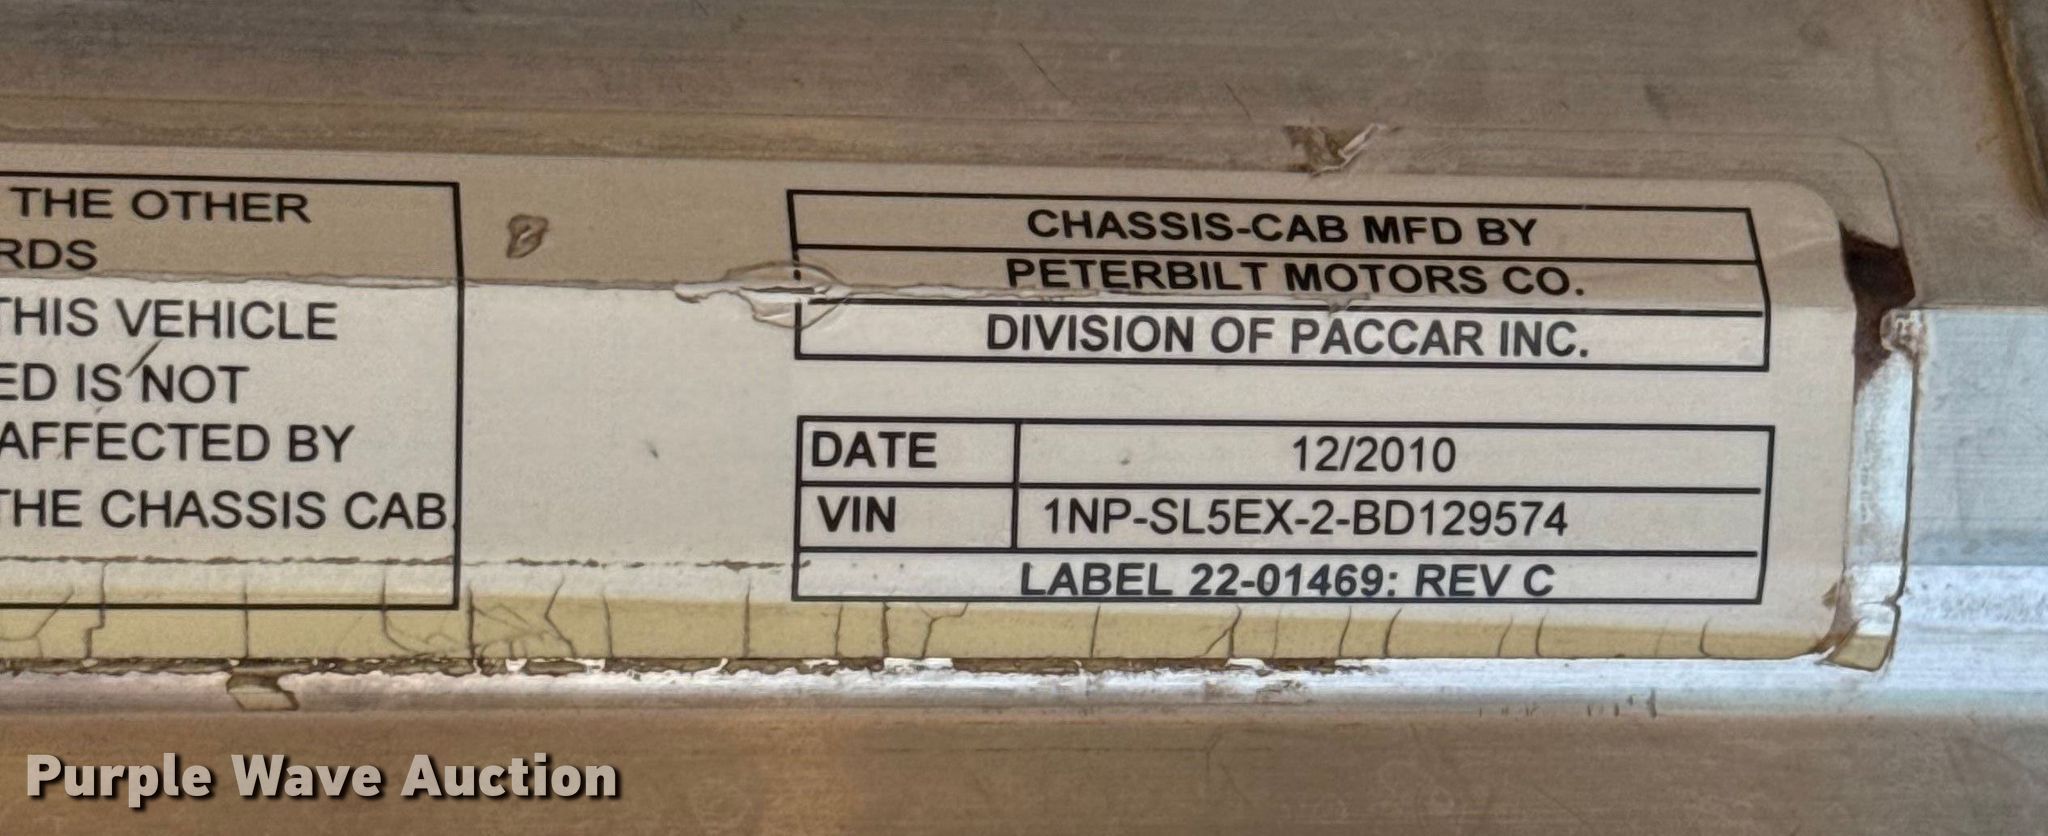 THE OTHER
RDS
THIS VEHICLE
ED IS NOT
AFFECTED BY
THE CHASSIS CAB.
CHASSIS-CAB MFD BY
PETERBILT MOTORS CO.
DIVISION OF PACCAR INC.
DATE 12/2010
VIN 1NP-SL5EX-2-BD129574
LABEL 22-01469: REV C
Purple Wave Auction